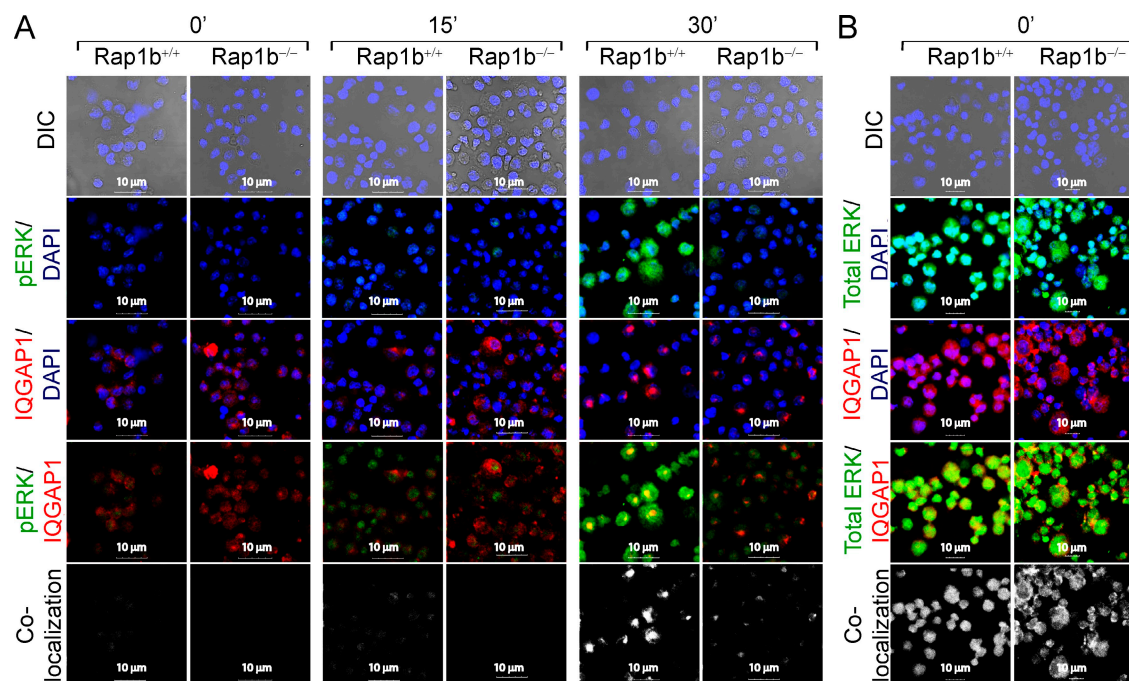 A
0’ 15’ 30’
Rap1b+/+ Rap1b−/− Rap1b+/+ Rap1b−/− Rap1b+/+ Rap1b−/−
B
0’
Rap1b+/+ Rap1b−/−
DIC
10 µm 10 µm 10 µm 10 µm 10 µm 10 µm
pERK/
DAPI
10 µm 10 µm 10 µm 10 µm 10 µm 10 µm
IQGAP1/
DAPI
10 µm 10 µm 10 µm 10 µm 10 µm 10 µm
pERK/
IQGAP1
10 µm 10 µm 10 µm 10 µm 10 µm 10 µm
Co-
localization
10 µm 10 µm 10 µm 10 µm 10 µm 10 µm
DIC
10 µm 10 µm
Total ERK/
DAPI
10 µm 10 µm
IQGAP1/
DAPI
10 µm 10 µm
Total ERK/
IQGAP1
10 µm 10 µm
Co-
localization
10 µm 10 µm